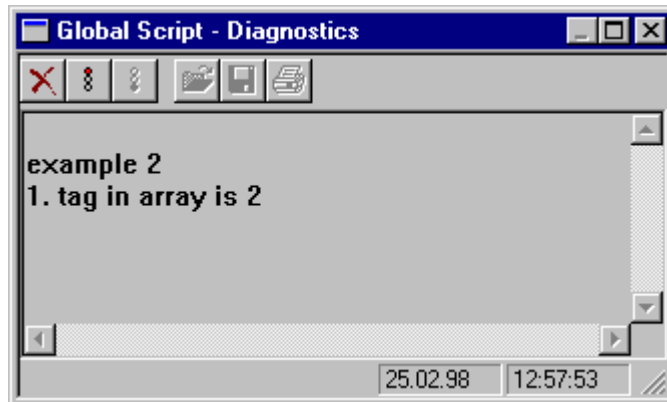 Global Script - Diagnostics
example 2
1. tag in array is 2
25.02.98 12:57:53